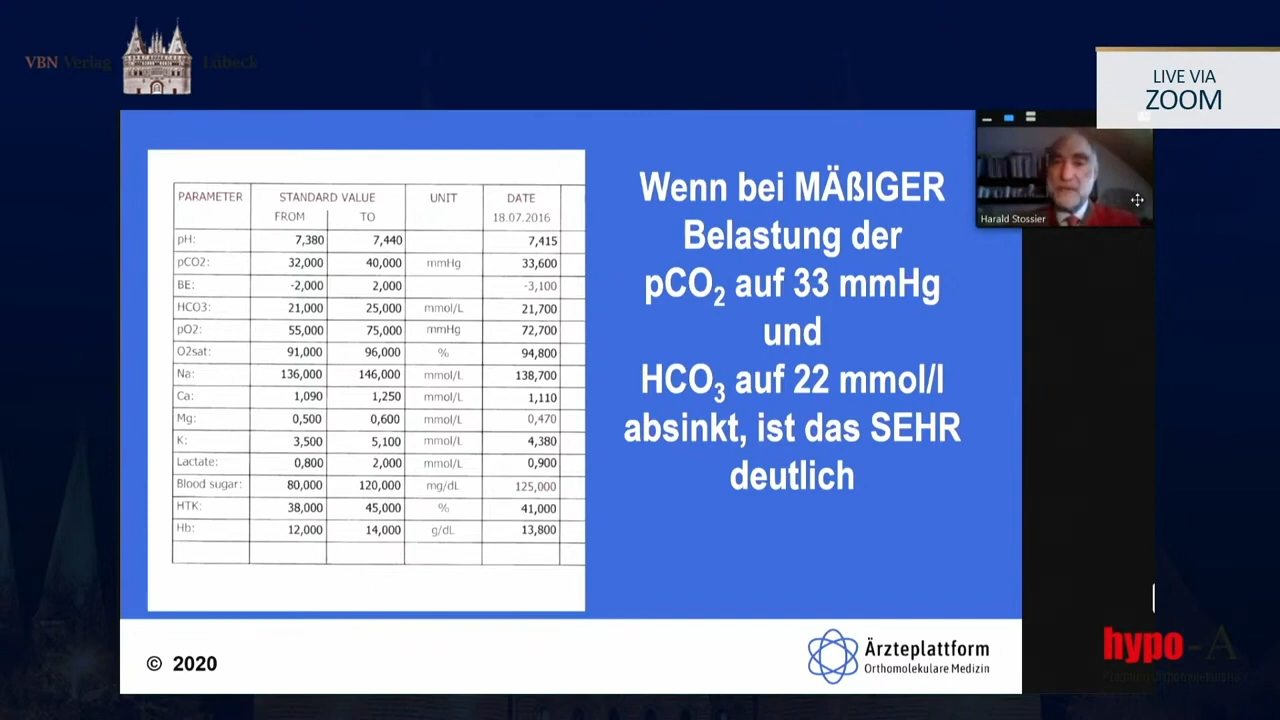 VBN Verlag Lübeck
LIVE VIA
ZOOM
Harald Stossier
PARAMETER STANDARD VALUE UNIT DATE
FROM TO 18.07.2016
pH: 7,380 7,440 7,415
pCO2: 32,000 40,000 mmHg 33,600
BE: -2,000 2,000 -3,100
HCO3: 21,000 25,000 mmol/L 21,700
pO2: 55,000 75,000 mmHg 72,700
O2sat: 91,000 96,000 % 94,800
Na: 136,000 146,000 mmol/L 138,700
Ca: 1,090 1,250 mmol/L 1,110
Mg: 0,500 0,600 mmol/L 0,470
K: 3,500 5,100 mmol/L 4,380
Lactate: 0,800 2,000 mmol/L 0,900
Blood sugar: 80,000 120,000 mg/dL 125,000
HTK: 38,000 45,000 % 41,000
Hb: 12,000 14,000 g/dL 13,800
Wenn bei MÄßIGER
Belastung der
pCO₂ auf 33 mmHg
und
HCO₃ auf 22 mmol/l
absinkt, ist das SEHR
deutlich
© 2020
Ärzteplattform
Orthomolekulare Medizin
hypo-A